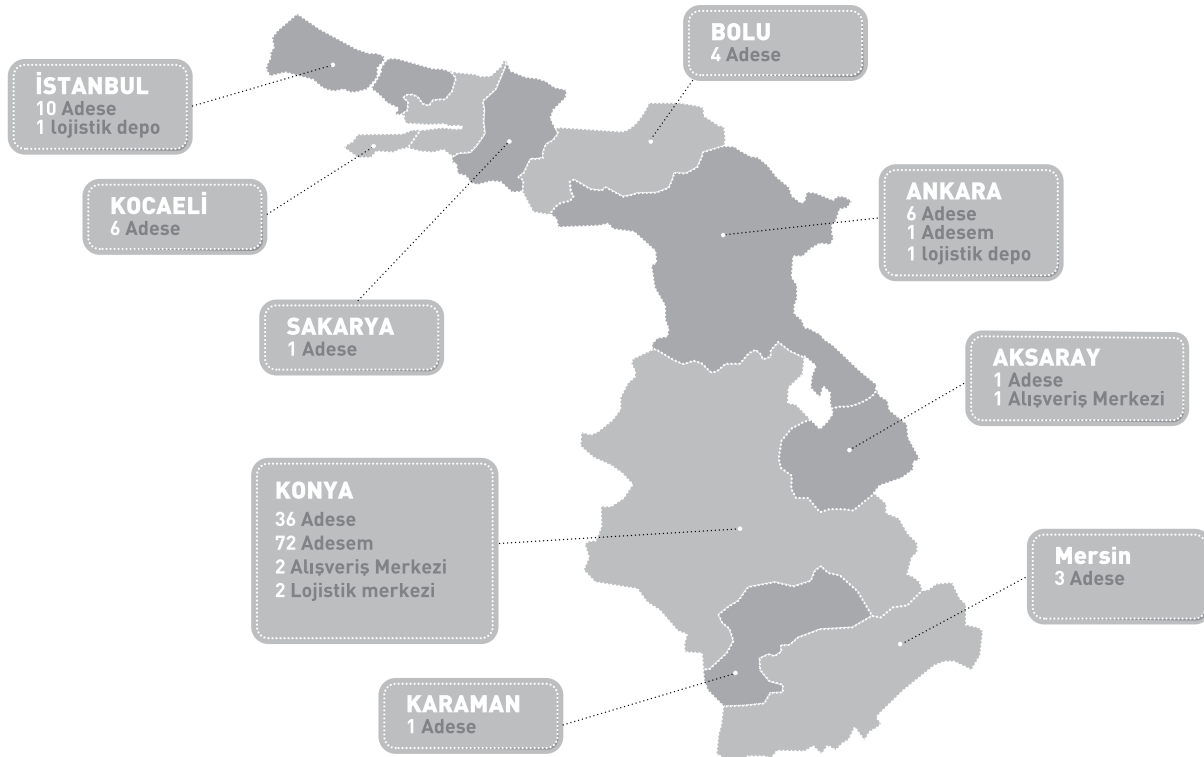 BOLU
4 Adese
İSTANBUL
10 Adese
1 lojistik depo
KOCAELİ
6 Adese
ANKARA
6 Adese
1 Adesem
1 lojistik depo
SAKARYA
1 Adese
AKSARAY
1 Adese
1 Alışveriş Merkezi
KONYA
36 Adese
72 Adesem
2 Alışveriş Merkezi
2 Lojistik merkezi
Mersin
3 Adese
KARAMAN
1 Adese